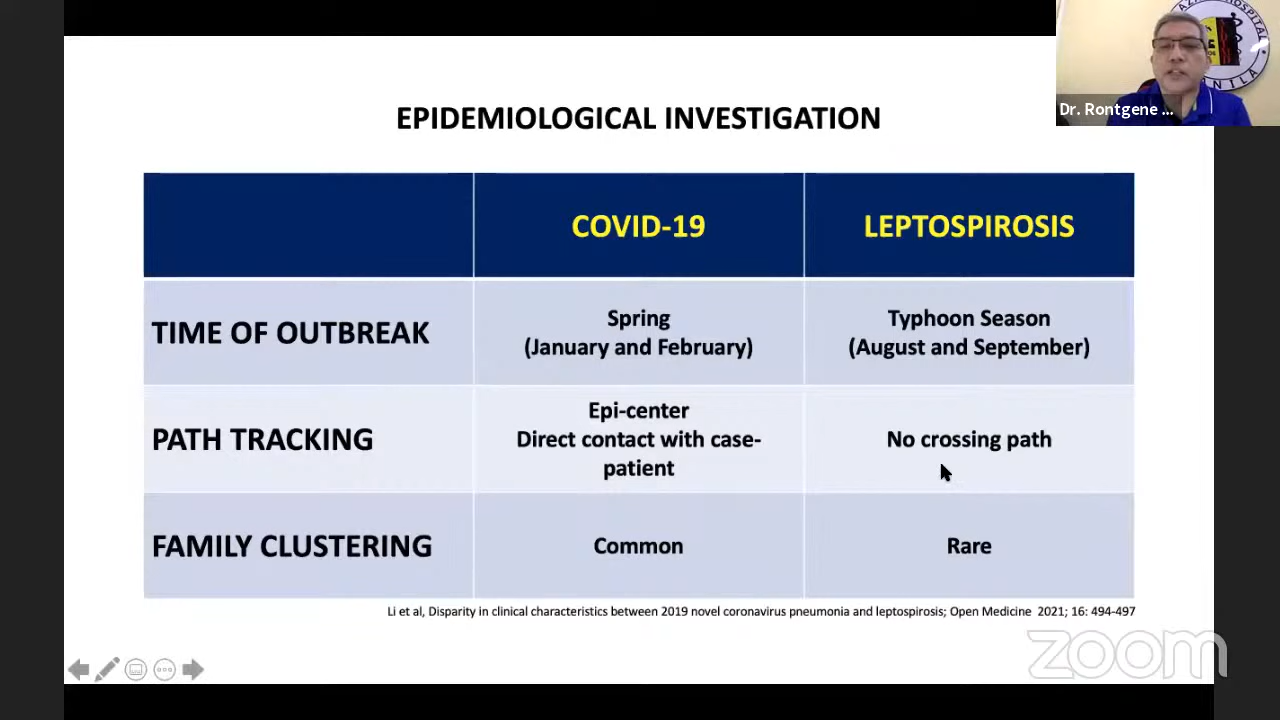 Dr. Rontgene ...
EPIDEMIOLOGICAL INVESTIGATION
COVID-19
LEPTOSPIROSIS
TIME OF OUTBREAK
Spring
(January and February)
Typhoon Season
(August and September)
PATH TRACKING
Epi-center
Direct contact with case-
patient
No crossing path
FAMILY CLUSTERING
Common
Rare
Li et al, Disparity in clinical characteristics between 2019 novel coronavirus pneumonia and leptospirosis; Open Medicine 2021; 16: 494-497
zoom